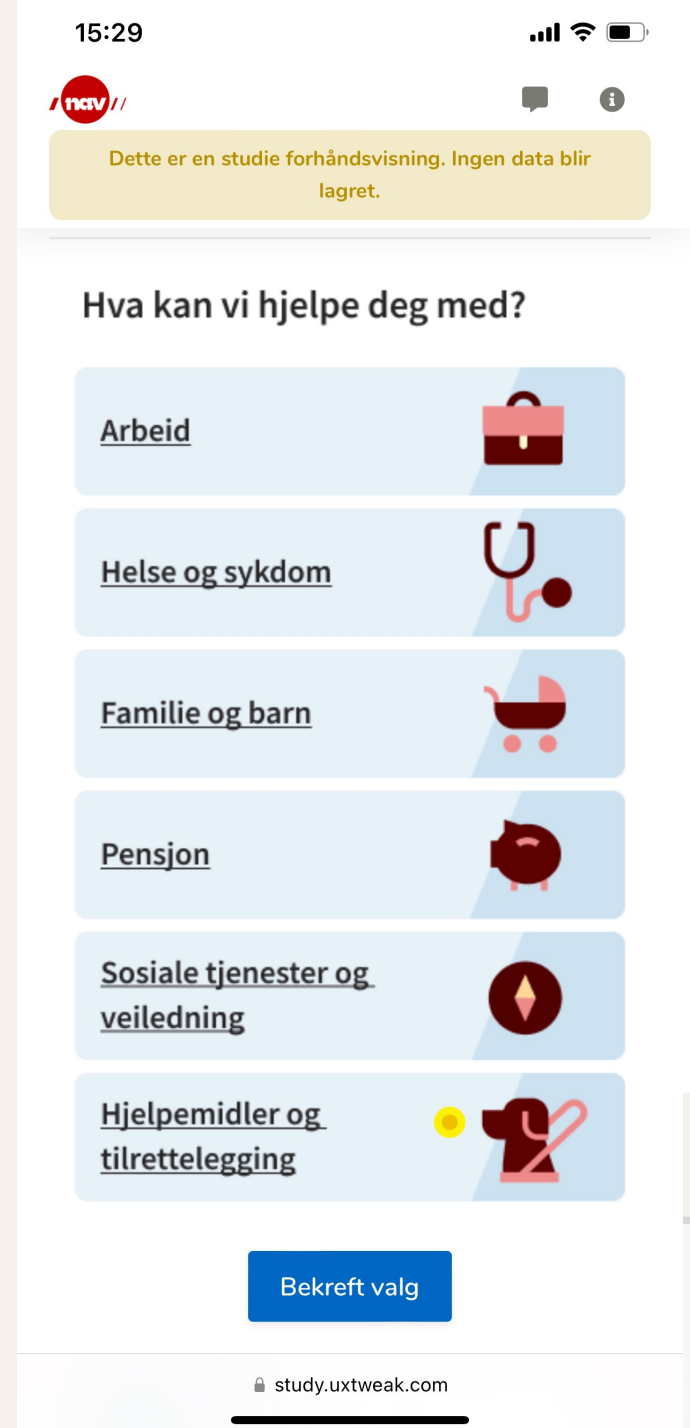 15:29
nav
Dette er en studie forhåndsvisning. Ingen data blir
lagret.
Hva kan vi hjelpe deg med?
Arbeid
Helse og sykdom
Familie og barn
Pensjon
Sosiale tjenester og
veiledning
Hjelpemidler og
tilrettelegging
Bekreft valg
study.uxtweak.com